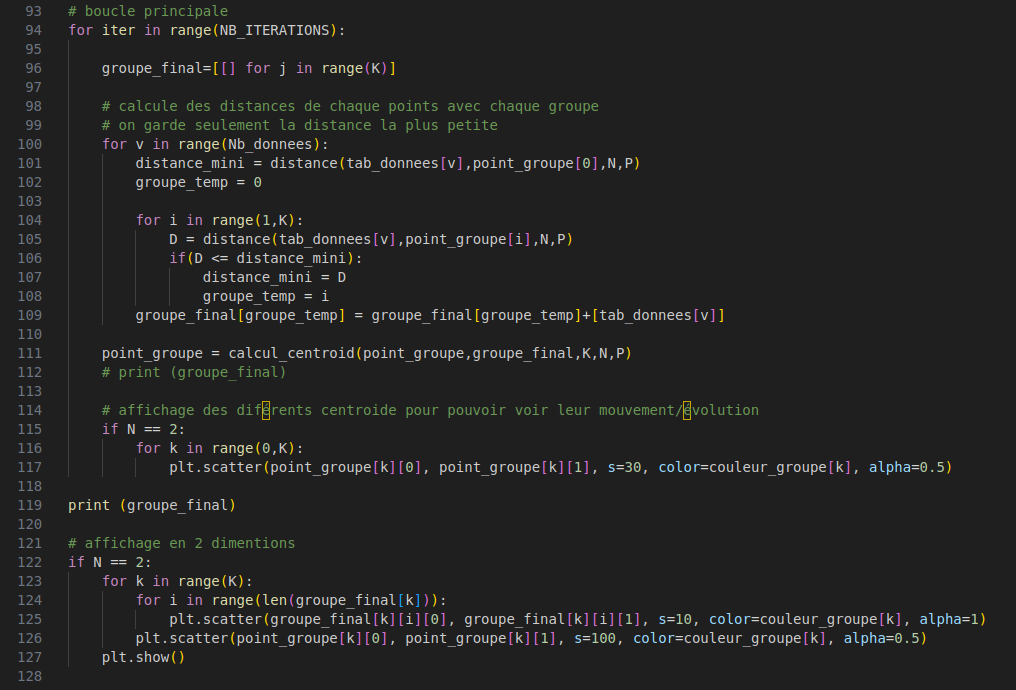 93 # boucle principale
94 for iter in range(NB_ITERATIONS):
95
96 groupe_final=[[] for j in range(K)]
97
98 # calcule des distances de chaque points avec chaque groupe
99 # on garde seulement la distance la plus petite
100 for v in range(Nb_donnees):
101 distance_mini = distance(tab_donnees[v],point_groupe[0],N,P)
102 groupe_temp = 0
103
104 for i in range(1,K):
105 D = distance(tab_donnees[v],point_groupe[i],N,P)
106 if(D <= distance_mini):
107 distance_mini = D
108 groupe_temp = i
109 groupe_final[groupe_temp] = groupe_final[groupe_temp]+[tab_donnees[v]]
110
111 point_groupe = calcul_centroid(point_groupe,groupe_final,K,N,P)
112 # print (groupe_final)
113
114 # affichage des diférents centroide pour pouvoir voir leur mouvement/évolution
115 if N == 2:
116 for k in range(0,K):
117 plt.scatter(point_groupe[k][0], point_groupe[k][1], s=30, color=couleur_groupe[k], alpha=0.5)
118
119 print (groupe_final)
120
121 # affichage en 2 dimentions
122 if N == 2:
123 for k in range(K):
124 for i in range(len(groupe_final[k])):
125 plt.scatter(groupe_final[k][i][0], groupe_final[k][i][1], s=10, color=couleur_groupe[k], alpha=1)
126 plt.scatter(point_groupe[k][0], point_groupe[k][1], s=100, color=couleur_groupe[k], alpha=0.5)
127 plt.show()
128